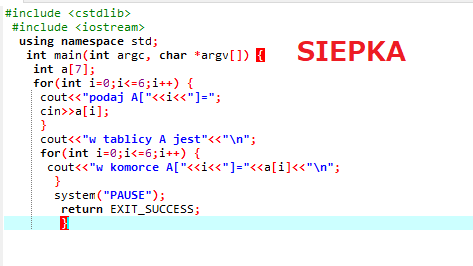 #include <cstdlib>
#include <iostream>
using namespace std;
int main(int argc, char *argv[]) {
SIEPKA
int a[7];
for(int i=0;i<=6;i++) {
cout<<"podaj A["<<i<<"]=";
cin>>a[i];
}
cout<<"w tablicy A jest"<<"\n";
for(int i=0;i<=6;i++) {
cout<<"w komorce A["<<i<<"]="<<a[i]<<"\n";
}
system("PAUSE");
return EXIT_SUCCESS;
}